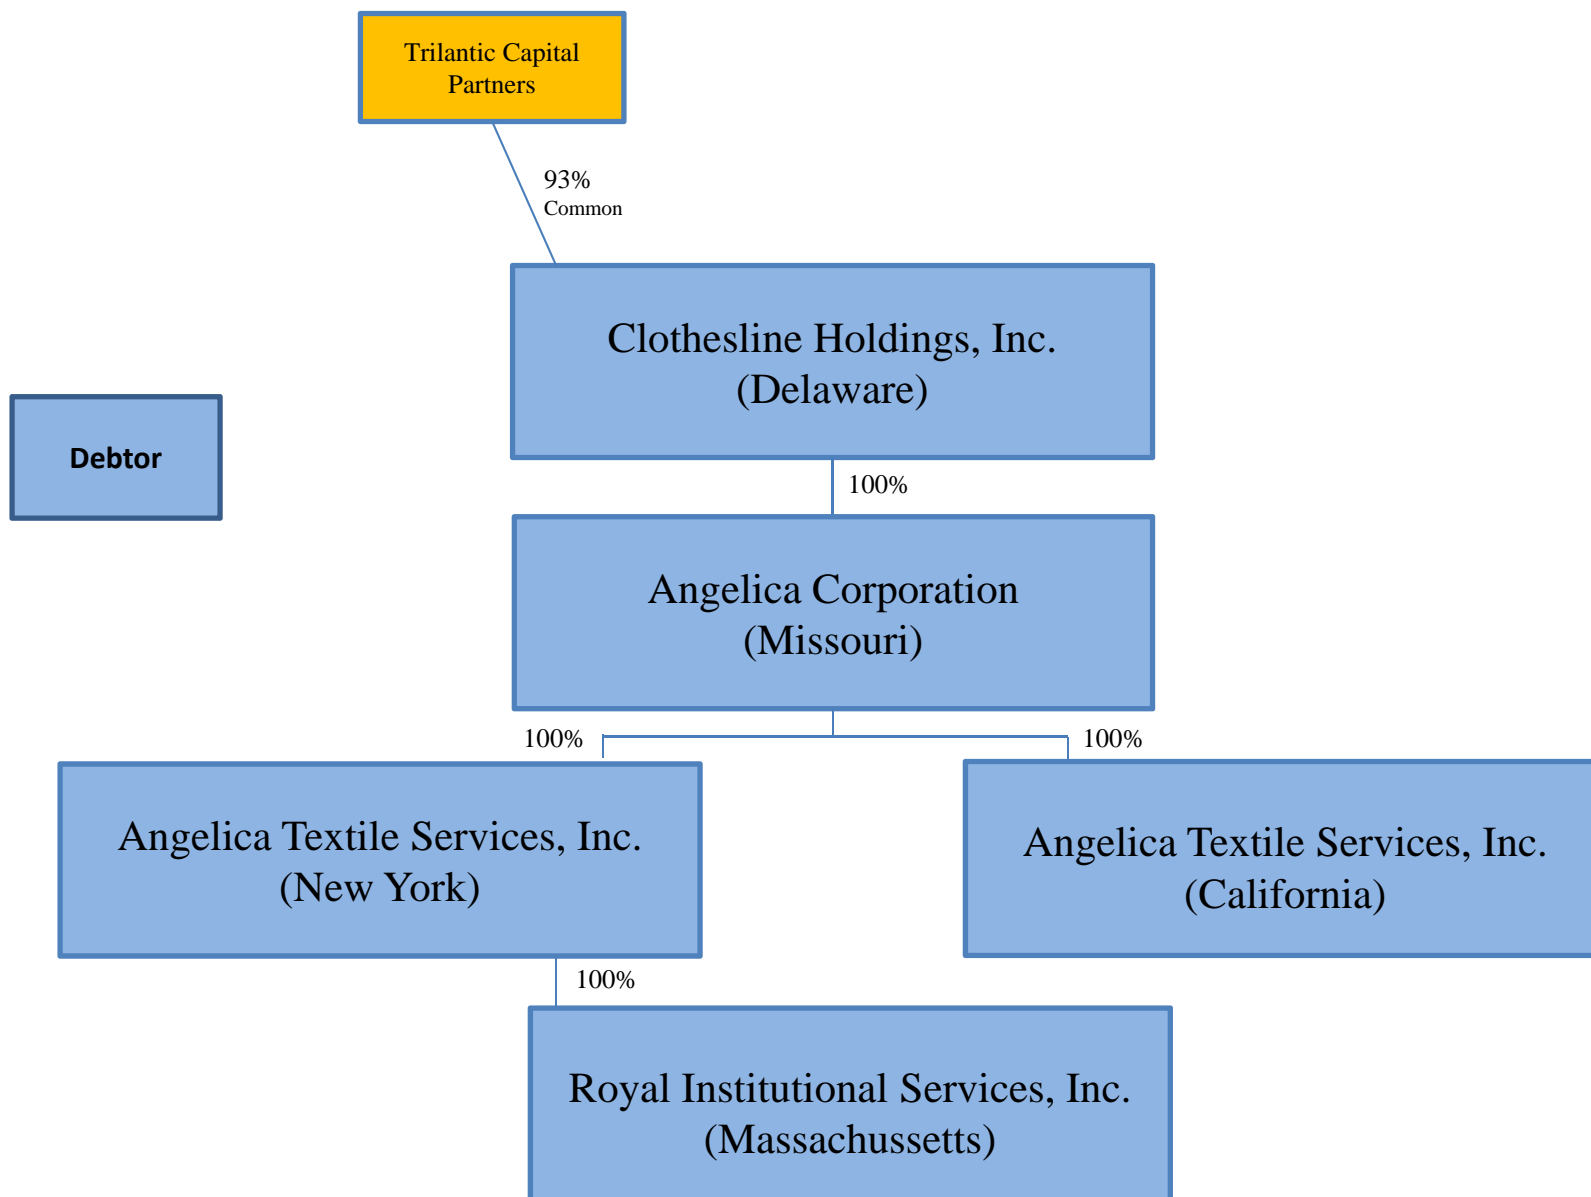 Trilantic Capital
Partners
93%
Common
Clothesline Holdings, Inc.
(Delaware)
Debtor
100%
Angelica Corporation
(Missouri)
100%
100%
Angelica Textile Services, Inc.
(New York)
Angelica Textile Services, Inc.
(California)
100%
Royal Institutional Services, Inc.
(Massachussetts)